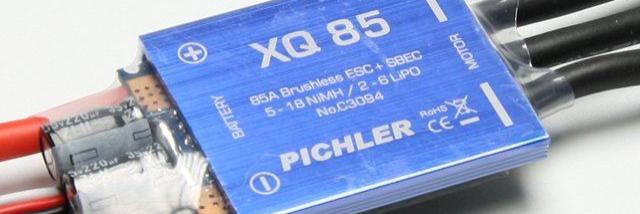 XQ 85
85A Brushless ESC + SBEC
5-18 NiMH / 2-6 LiPO
No.C3094
BATTERY
MOTOR
RoHS
CE
PICHLER